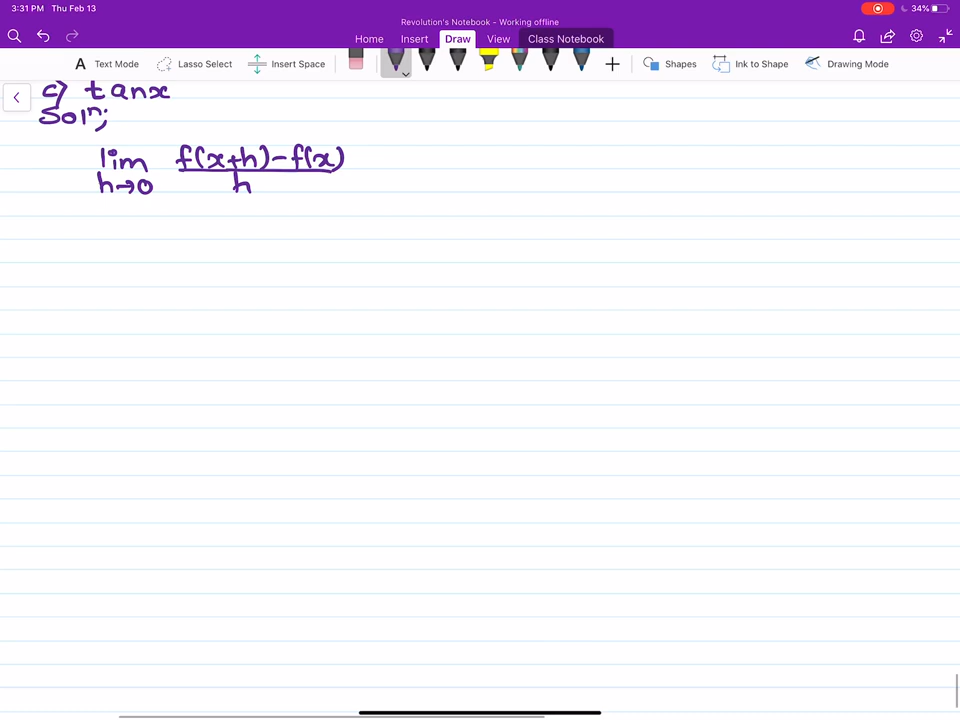 3:31 PM Thu Feb 13
34%
Revolution's Notebook - Working offline
Home Insert Draw View Class Notebook
A Text Mode Lasso Select Insert Space Shapes Ink to Shape Drawing Mode
c) tanx
Solⁿ;
lim f(x+h)-f(x)
h→0 h